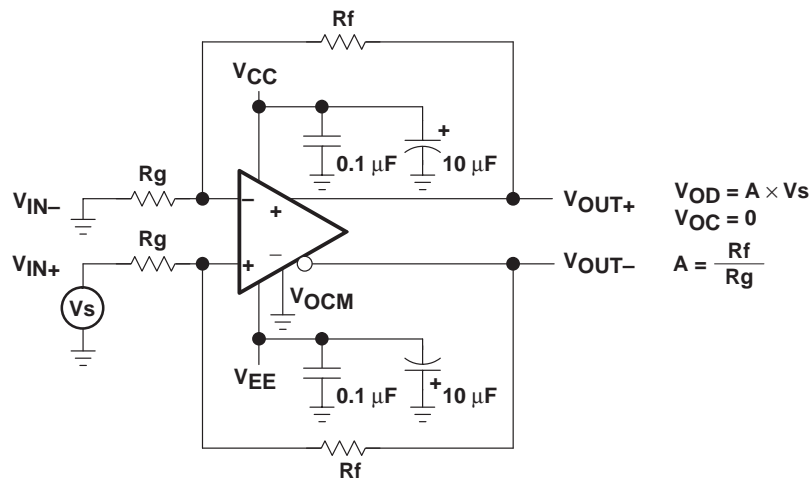 Rf
VCC
+
0.1 μF
10 μF
Rg
VIN–
–
+
VOUT+
VOD = A × Vs
VOC = 0
Rg
VIN+
+
–
VOUT–
A = Rf
Rg
Vs
VOCM
VEE
0.1 μF
+
10 μF
Rf